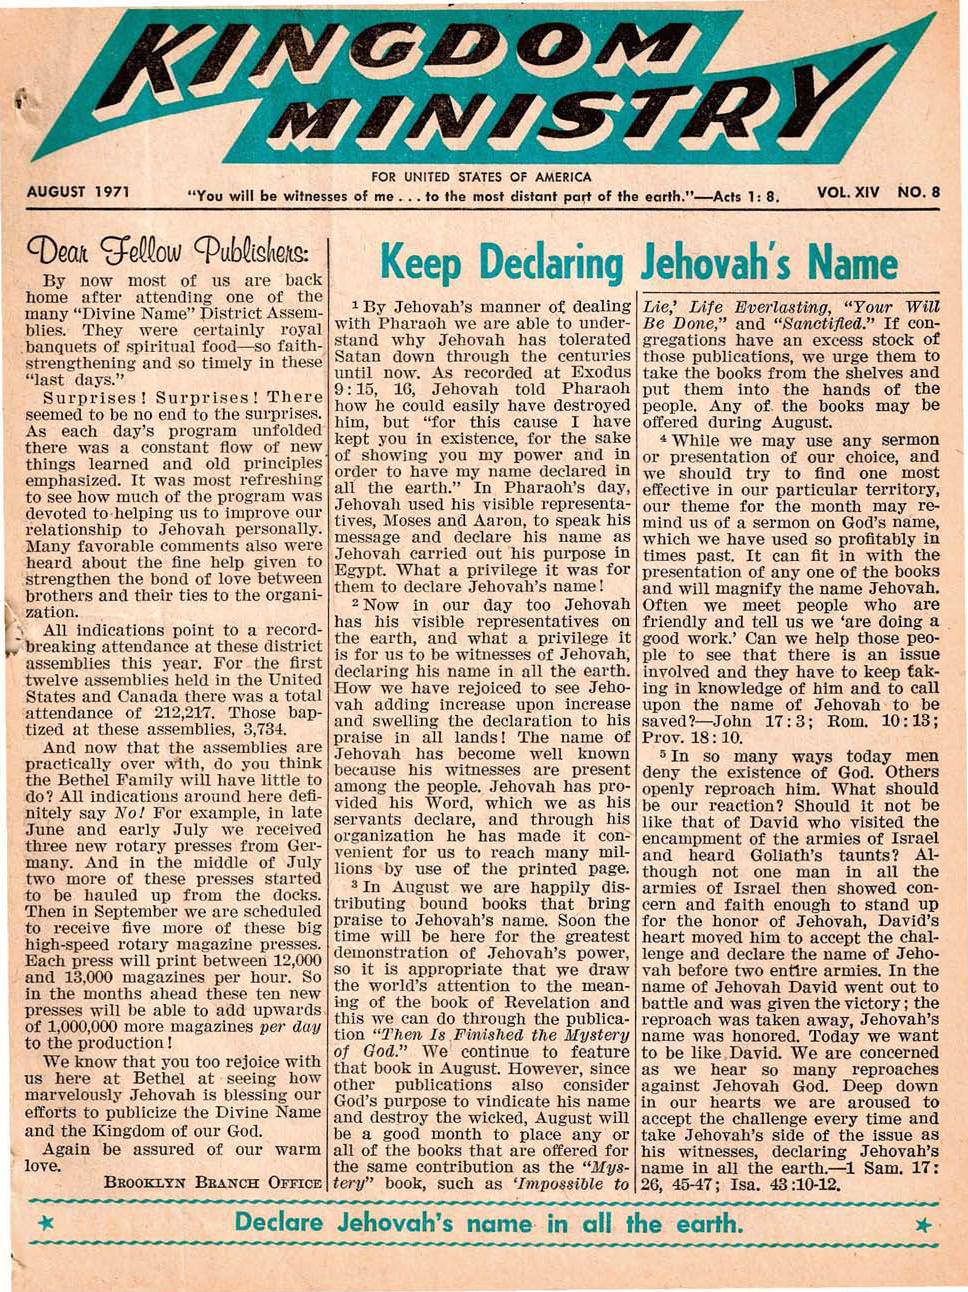 KINGDOM
MINISTRY
FOR UNITED STATES OF AMERICA
AUGUST 1971
"You will be witnesses of me . . . to the most distant part of the earth."—Acts 1: 8.
VOL. XIV NO. 8
Dear Fellow Publishers:
By now most of us are back
home after attending one of the
many "Divine Name" District Assem-
blies. They were certainly royal
banquets of spiritual food—so faith-
strengthening and so timely in these
"last days."
Surprises! Surprises! There
seemed to be no end to the surprises.
As each day's program unfolded
there was a constant flow of new
things learned and old principles
emphasized. It was most refreshing
to see how much of the program was
devoted to helping us to improve our
relationship to Jehovah personally.
Many favorable comments also were
heard about the fine help given to
strengthen the bond of love between
brothers and their ties to the organi-
zation.
All indications point to a record-
breaking attendance at these district
assemblies this year. For the first
twelve assemblies held in the United
States and Canada there was a total
attendance of 212,217. Those bap-
tized at these assemblies, 3,734.
And now that the assemblies are
practically over with, do you think
the Bethel Family will have little to
do? All indications around here defi-
nitely say No! For example, in late
June and early July we received
three new rotary presses from Ger-
many. And in the middle of July
two more of these presses started
to be hauled up from the docks.
Then in September we are scheduled
to receive five more of these big
high-speed rotary magazine presses.
Each press will print between 12,000
and 13,000 magazines per hour. So
in the months ahead these ten new
presses will be able to add upwards
of 1,000,000 more magazines per day
to the production!
We know that you too rejoice with
us here at Bethel at seeing how
marvelously Jehovah is blessing our
efforts to publicize the Divine Name
and the Kingdom of our God.
Again be assured of our warm
love.
BROOKLYN BRANCH OFFICE
Keep Declaring Jehovah's Name
1 By Jehovah's manner of dealing
with Pharaoh we are able to under-
stand why Jehovah has tolerated
Satan down through the centuries
until now. As recorded at Exodus
9:15, 16, Jehovah told Pharaoh
how he could easily have destroyed
him, but "for this cause I have
kept you in existence, for the sake
of showing you my power and in
order to have my name declared in
all the earth." In Pharaoh's day,
Jehovah used his visible representa-
tives, Moses and Aaron, to speak his
message and declare his name as
Jehovah carried out his purpose in
Egypt. What a privilege it was for
them to declare Jehovah's name!
2 Now in our day too Jehovah
has his visible representatives on
the earth, and what a privilege it
is for us to be witnesses of Jehovah,
declaring his name in all the earth.
How we have rejoiced to see Jeho-
vah adding increase upon increase
and swelling the declaration to his
praise in all lands! The name of
Jehovah has become well known
because his witnesses are present
among the people. Jehovah has pro-
vided his Word, which we as his
servants declare, and through his
organization he has made it con-
venient for us to reach many mil-
lions by use of the printed page.
3 In August we are happily dis-
tributing bound books that bring
praise to Jehovah's name. Soon the
time will be here for the greatest
demonstration of Jehovah's power,
so it is appropriate that we draw
the world's attention to the mean-
ing of the book of Revelation and
this we can do through the publica-
tion "Then Is Finished the Mystery
of God." We continue to feature
that book in August. However, since
other publications also consider
God's purpose to vindicate his name
and destroy the wicked, August will
be a good month to place any or
all of the books that are offered for
the same contribution as the "Mys-
tery" book, such as 'Impossible to
Lie,' Life Everlasting, "Your Will
Be Done," and "Sanctified." If con-
gregations have an excess stock of
those publications, we urge them to
take the books from the shelves and
put them into the hands of the
people. Any of the books may be
offered during August.
4 While we may use any sermon
or presentation of our choice, and
we should try to find one most
effective in our particular territory,
our theme for the month may re-
mind us of a sermon on God's name,
which we have used so profitably in
times past. It can fit in with the
presentation of any one of the books
and will magnify the name Jehovah.
Often we meet people who are
friendly and tell us we 'are doing a
good work.' Can we help those peo-
ple to see that there is an issue
involved and they have to keep tak-
ing in knowledge of him and to call
upon the name of Jehovah to be
saved?—John 17:3; Rom. 10:13;
Prov. 18:10.
5 In so many ways today men
deny the existence of God. Others
openly reproach him. What should
be our reaction? Should it not be
like that of David who visited the
encampment of the armies of Israel
and heard Goliath's taunts? Al-
though not one man in all the
armies of Israel then showed con-
cern and faith enough to stand up
for the honor of Jehovah, David's
heart moved him to accept the chal-
lenge and declare the name of Jeho-
vah before two entire armies. In the
name of Jehovah David went out to
battle and was given the victory; the
reproach was taken away, Jehovah's
name was honored. Today we want
to be like David. We are concerned
as we hear so many reproaches
against Jehovah God. Deep down
in our hearts we are aroused to
accept the challenge every time and
take Jehovah's side of the issue as
his witnesses, declaring Jehovah's
name in all the earth.—1 Sam. 17:
26, 45-47; Isa. 43:10-12.
★ Declare Jehovah's name in all the earth. ★